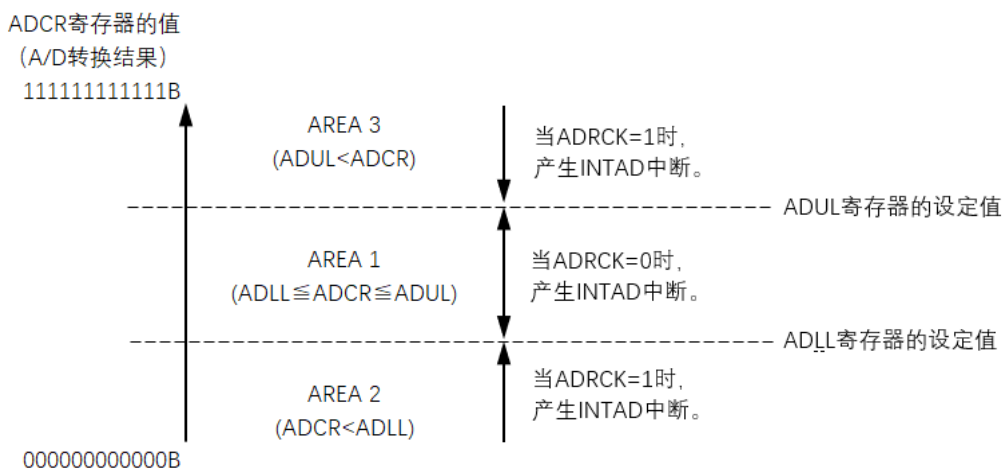 ADCR寄存器的值
（A/D转换结果）
111111111111B
AREA 3
(ADUL<ADCR)
当ADRCK=1时，
产生INTAD中断。
ADUL寄存器的设定值
AREA 1
(ADLL≦ADCR≦ADUL)
当ADRCK=0时，
产生INTAD中断。
ADLL寄存器的设定值
AREA 2
(ADCR<ADLL)
当ADRCK=1时，
产生INTAD中断。
000000000000B